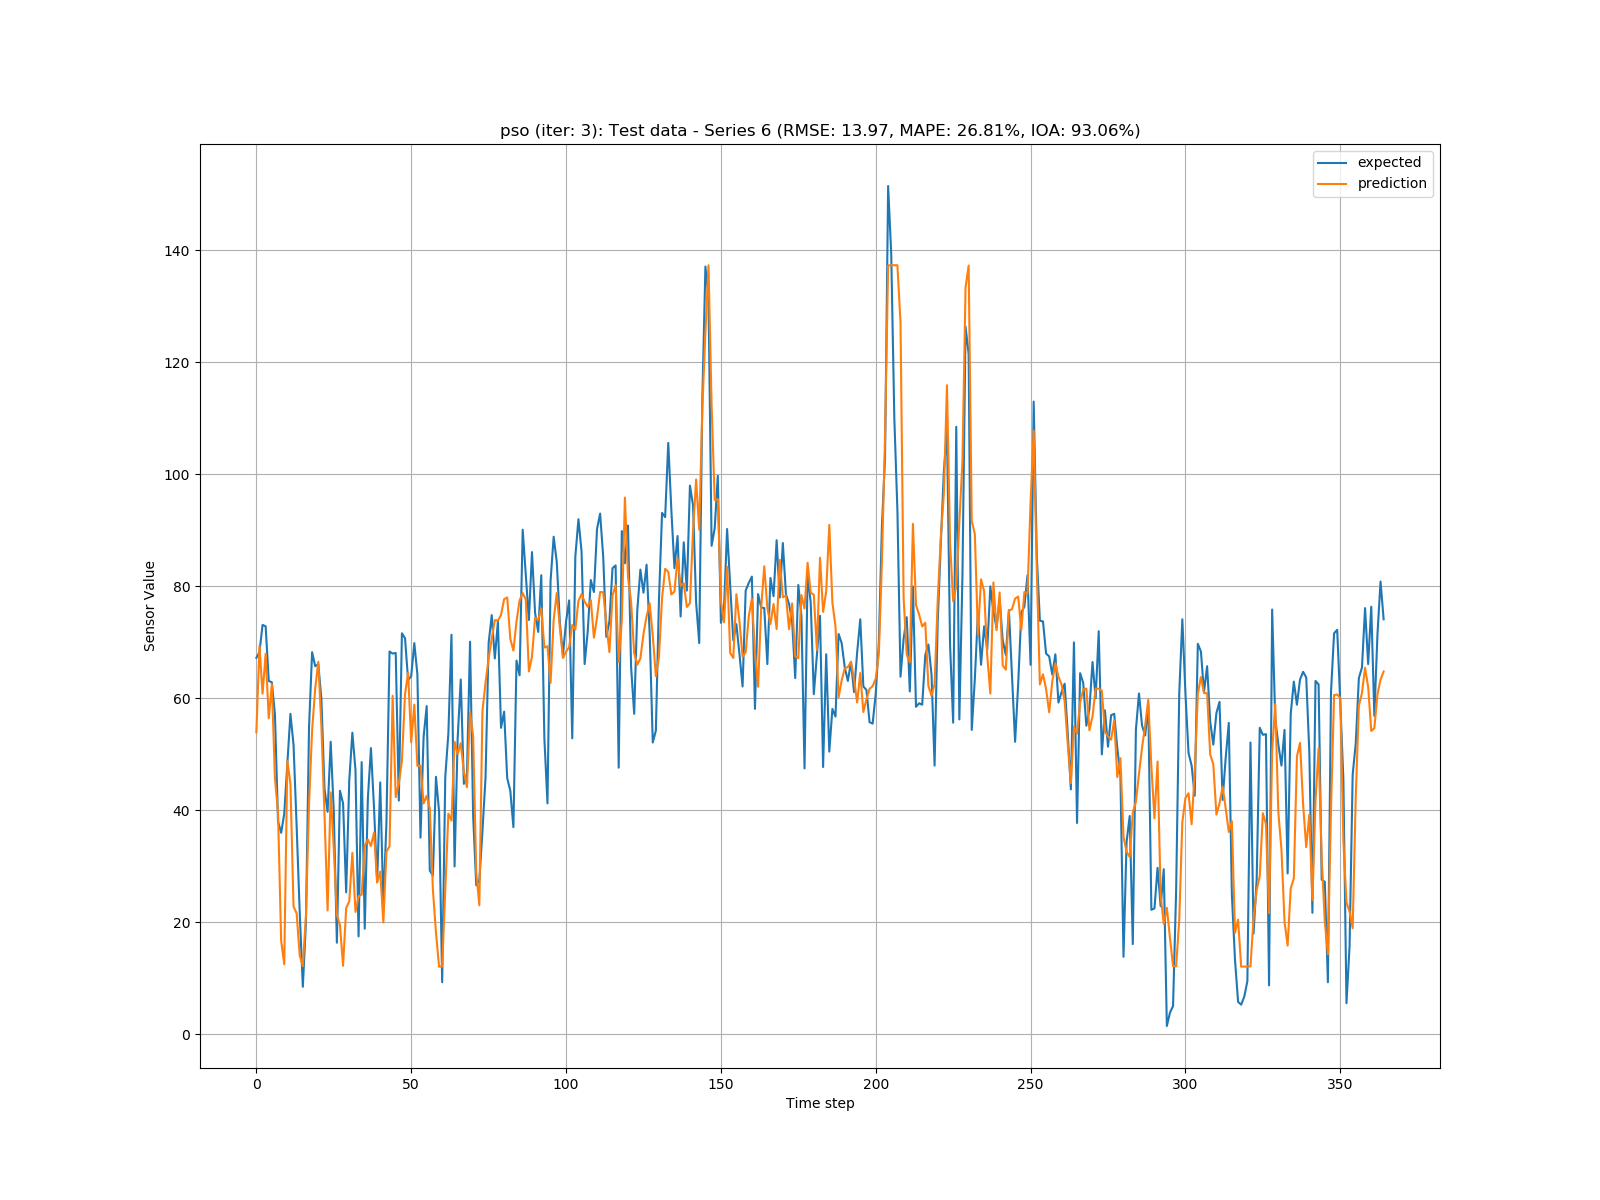 pso (iter: 3): Test data - Series 6 (RMSE: 13.97, MAPE: 26.81%, IOA: 93.06%)
expected
prediction
140
120
100
80
60
40
20
0
Sensor Value
0 50 100 150 200 250 300 350
Time step